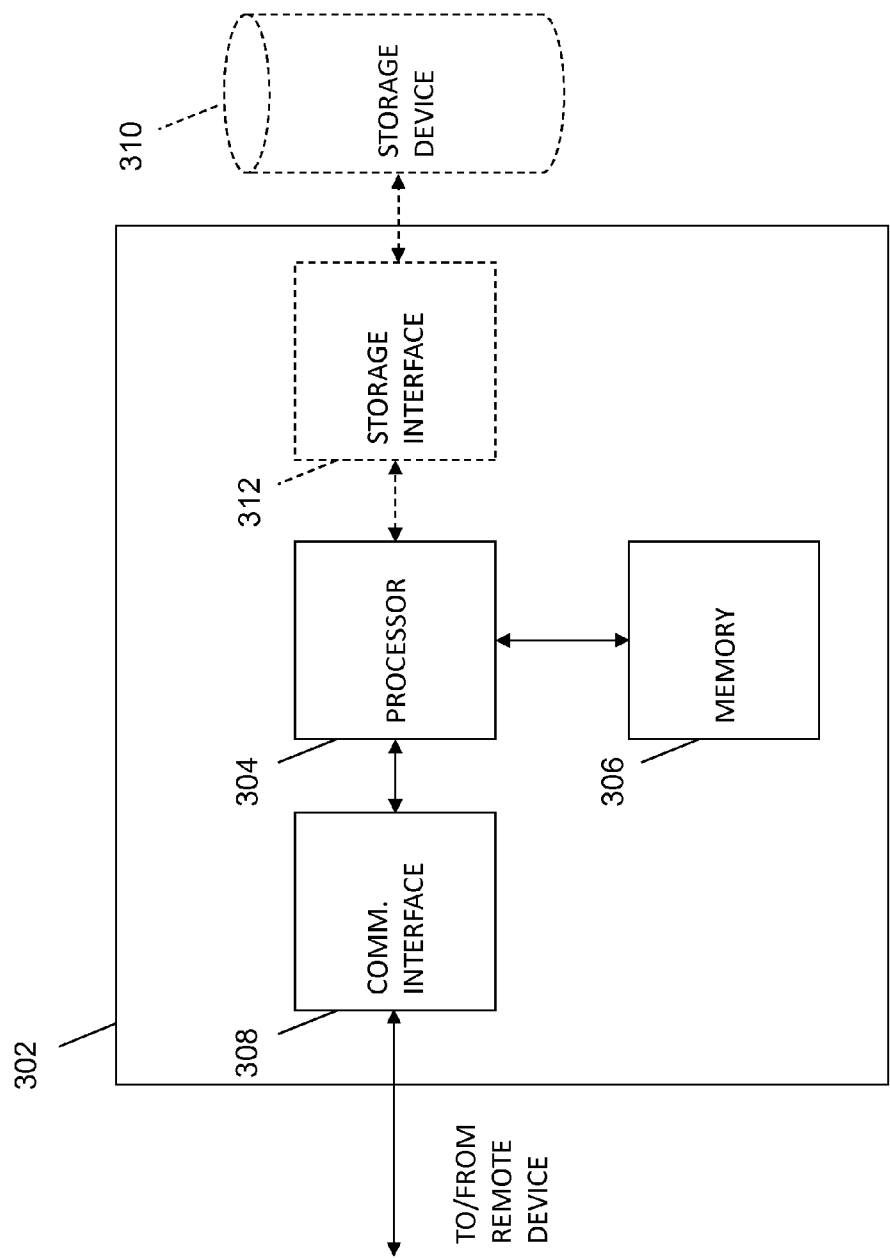 302
TO/FROM
REMOTE
DEVICE
308
COMM.
INTERFACE
304
PROCESSOR
306
MEMORY
312
STORAGE
INTERFACE
310
STORAGE
DEVICE